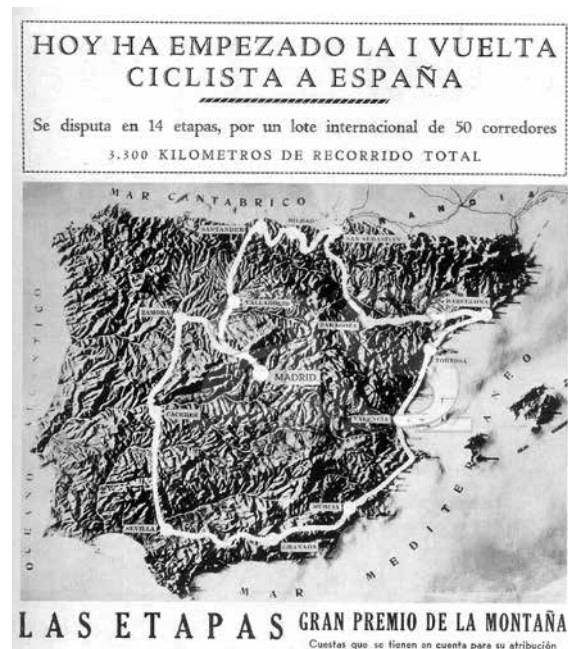 HOY HA EMPEZADO LA I VUELTA
CICLISTA A ESPAÑA
Se disputa en 14 etapas, por un lote internacional de 50 corredores
3.300 KILOMETROS DE RECORRIDO TOTAL
MAR CANTABRICO
FRANCIA
BILBAO
SANTANDER
SAN SEBASTIAN
VALLADOLID
ZAMORA
BARCELONA
ZARAGOZA
TORTOSA
MADRID
CACERES
VALENCIA
MURCIA
SEVILLA
GRANADA
OCEANO ATLANTICO
MAR MEDITERRANEO
MAR
LAS ETAPAS
GRAN PREMIO DE LA MONTAÑA
Cuestas que se tienen en cuenta para su atribución